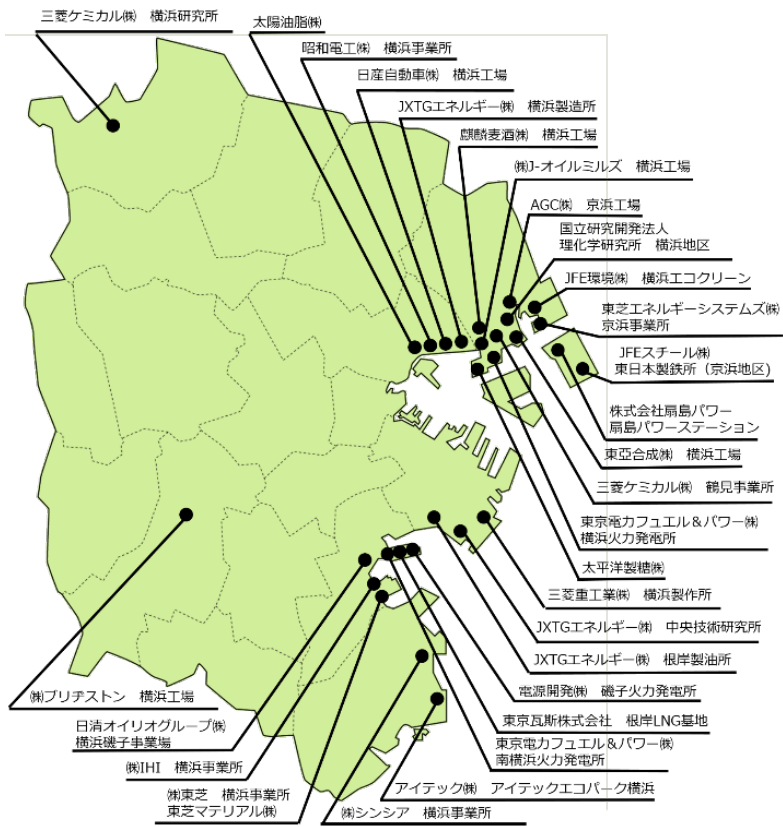 三菱ケミカル㈱　横浜研究所
太陽油脂㈱
昭和電工㈱　横浜事業所
日産自動車㈱　横浜工場
JXTGエネルギー㈱　横浜製造所
麒麟麦酒㈱　横浜工場
㈱J-オイルミルズ　横浜工場
AGC㈱　京浜工場
国立研究開発法人
理化学研究所　横浜地区
JFE環境㈱　横浜エコクリーン
東芝エネルギーシステムズ㈱
京浜事業所
JFEスチール㈱
東日本製鉄所（京浜地区)
株式会社扇島パワー
扇島パワーステーション
東亞合成㈱　横浜工場
三菱ケミカル㈱　鶴見事業所
東京電力フュエル＆パワー㈱
横浜火力発電所
太平洋製糖㈱
三菱重工業㈱　横浜製作所
JXTGエネルギー㈱　中央技術研究所
JXTGエネルギー㈱　根岸製油所
電源開発㈱　磯子火力発電所
東京瓦斯株式会社　根岸LNG基地
東京電力フュエル＆パワー㈱
南横浜火力発電所
アイテック㈱　アイテックエコパーク横浜
㈱シンシア　横浜事業所
㈱東芝　横浜事業所
東芝マテリアル㈱
㈱IHI　横浜事業所
日清オイリオグループ㈱
横浜磯子事業場
㈱ブリヂストン　横浜工場